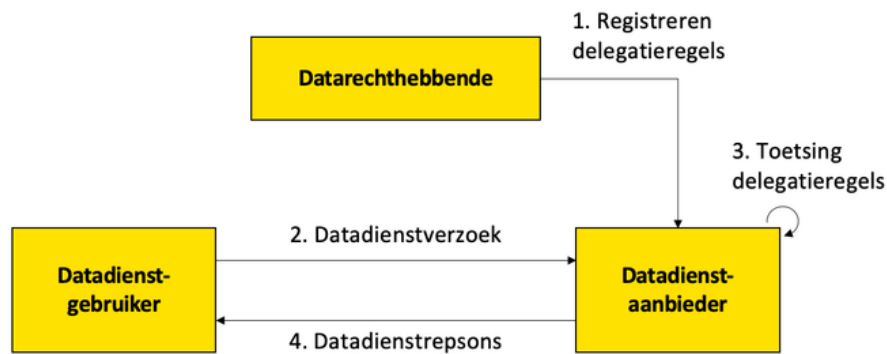 1. Registreren
delegatieregels
Datarechthebbende
3. Toetsing
delegatieregels
2. Datadienstverzoek
Datadienst-
gebruiker
Datadienst-
aanbieder
4. Datadienstrepsons